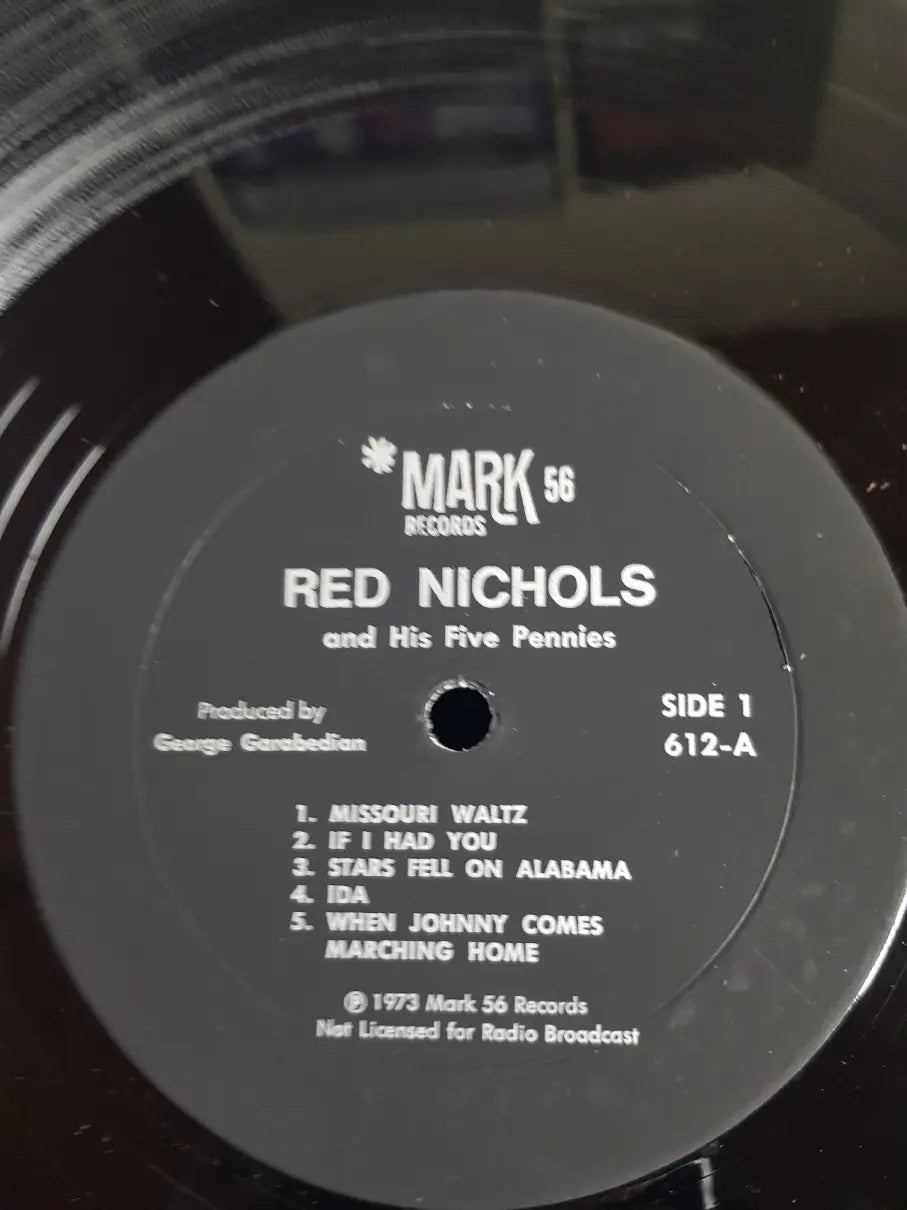 *MARK 56
RECORDS
RED NICHOLS
and His Five Pennies
Produced by
George Garabedian
SIDE 1
612-A
1. MISSOURI WALTZ
2. IF I HAD YOU
3. STARS FELL ON ALABAMA
4. IDA
5. WHEN JOHNNY COMES
MARCHING HOME
℗ 1973 Mark 56 Records
Not Licensed for Radio Broadcast